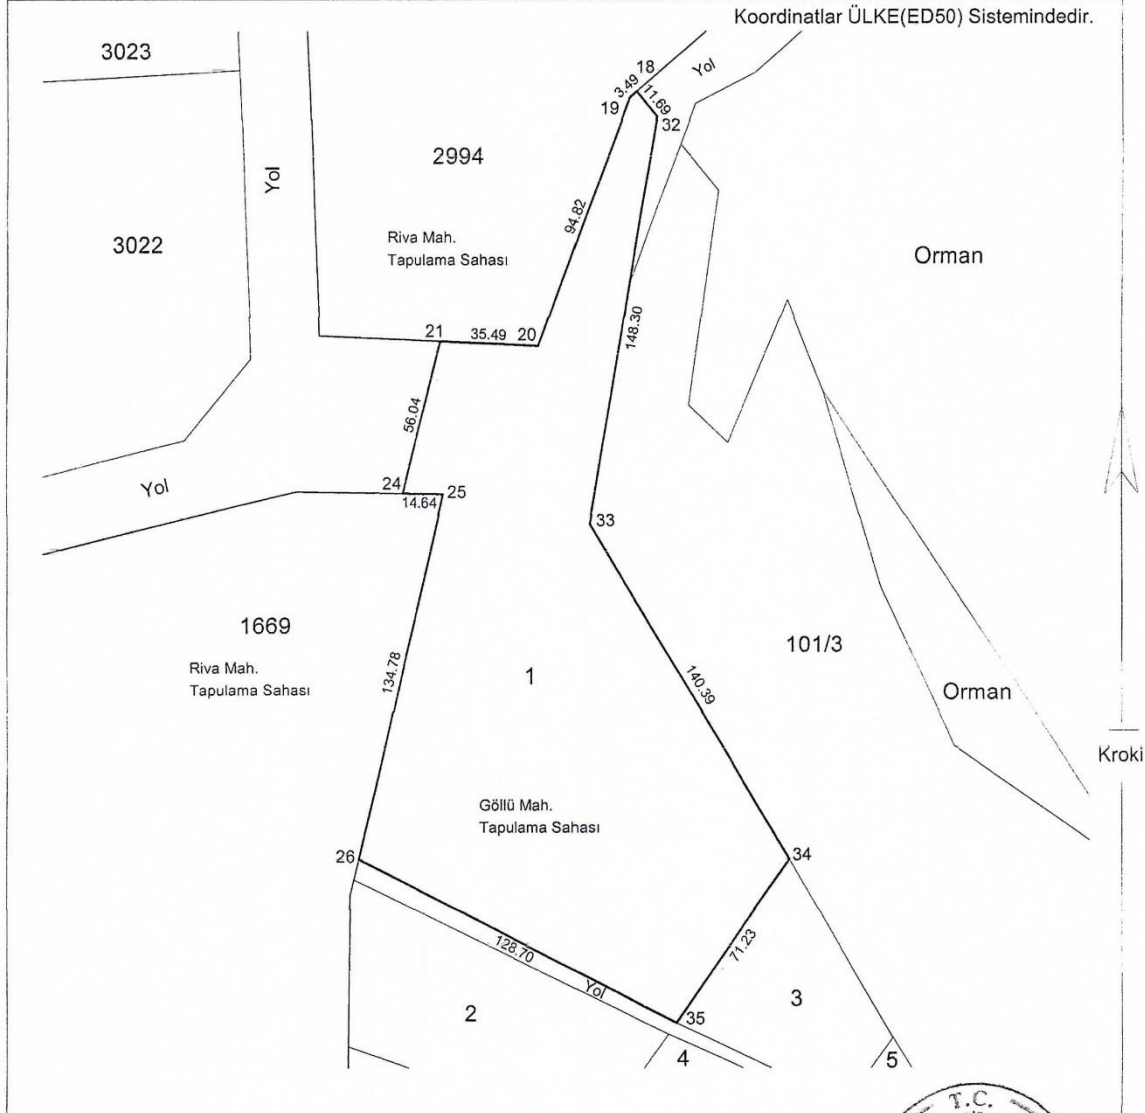 Koordinatlar ÜLKE(ED50) Sistemindedir.
3023
18
Yol
3.49
11.69
19
32
2994
Yol
94.82
3022
Riva Mah.
Tapulama Sahası
Orman
148.30
21
35.49
20
56.04
Yol
24
25
14.64
33
1669
Riva Mah.
Tapulama Sahası
134.78
1
140.39
101/3
Orman
Kroki
Göllü Mah.
Tapulama Sahası
26
34
128.70
71.23
Yol
2
3
35
4
5
T.C.